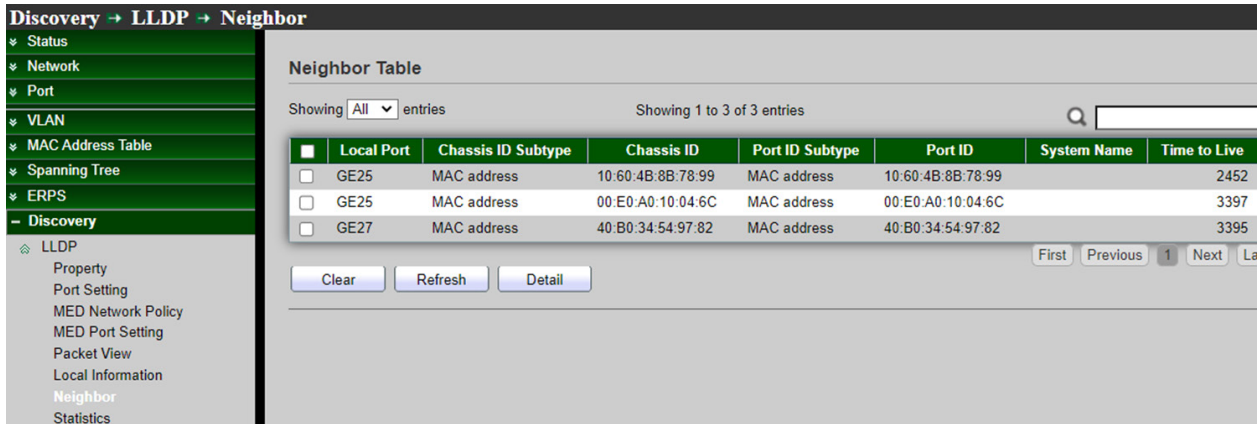 Discovery → LLDP → Neighbor
Status
Network
Port
VLAN
MAC Address Table
Spanning Tree
ERPS
Discovery
LLDP
Property
Port Setting
MED Network Policy
MED Port Setting
Packet View
Local Information
Neighbor
Statistics
Neighbor Table
Showing All entries Showing 1 to 3 of 3 entries
Local Port Chassis ID Subtype Chassis ID Port ID Subtype Port ID System Name Time to Live
GE25 MAC address 10:60:4B:8B:78:99 MAC address 10:60:4B:8B:78:99 2452
GE25 MAC address 00:E0:A0:10:04:6C MAC address 00:E0:A0:10:04:6C 3397
GE27 MAC address 40:B0:34:54:97:82 MAC address 40:B0:34:54:97:82 3395
First Previous 1 Next La
Clear Refresh Detail